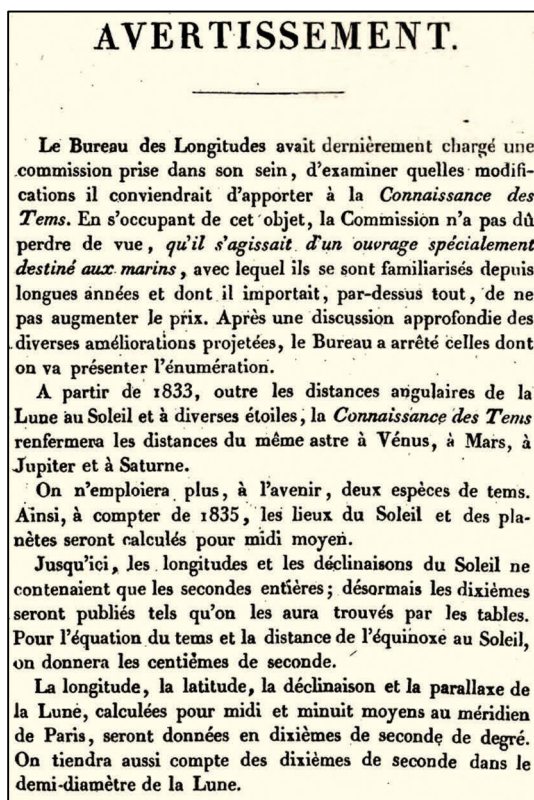 AVERTISSEMENT.
Le Bureau des Longitudes avait dernièrement chargé une
commission prise dans son sein, d'examiner quelles modifi-
cations il conviendrait d'apporter à la Connaissance des
Tems. En s'occupant de cet objet, la Commission n'a pas dû
perdre de vue, qu'il s'agissait d'un ouvrage spécialement
destiné aux marins, avec lequel ils se sont familiarisés depuis
longues années et dont il importait, par-dessus tout, de ne
pas augmenter le prix. Après une discussion approfondie des
diverses améliorations projetées, le Bureau a arrêté celles dont
on va présenter l'énumération.
A partir de 1833, outre les distances angulaires de la
Lune au Soleil et à diverses étoiles, la Connaissance des Tems
renfermera les distances du même astre à Vénus, à Mars, à
Jupiter et à Saturne.
On n'emploiera plus, à l'avenir, deux espèces de tems.
Ainsi, à compter de 1835, les lieux du Soleil et des pla-
nètes seront calculés pour midi moyen.
Jusqu'ici, les longitudes et les déclinaisons du Soleil ne
contenaient que les secondes entières; désormais les dixièmes
seront publiés tels qu'on les aura trouvés par les tables.
Pour l'équation du tems et la distance de l'équinoxe au Soleil,
on donnera les centièmes de seconde.
La longitude, la latitude, la déclinaison et la parallaxe de
la Lune, calculées pour midi et minuit moyens au méridien
de Paris, seront données en dixièmes de seconde de degré.
On tiendra aussi compte des dixièmes de seconde dans le
demi-diamètre de la Lune.